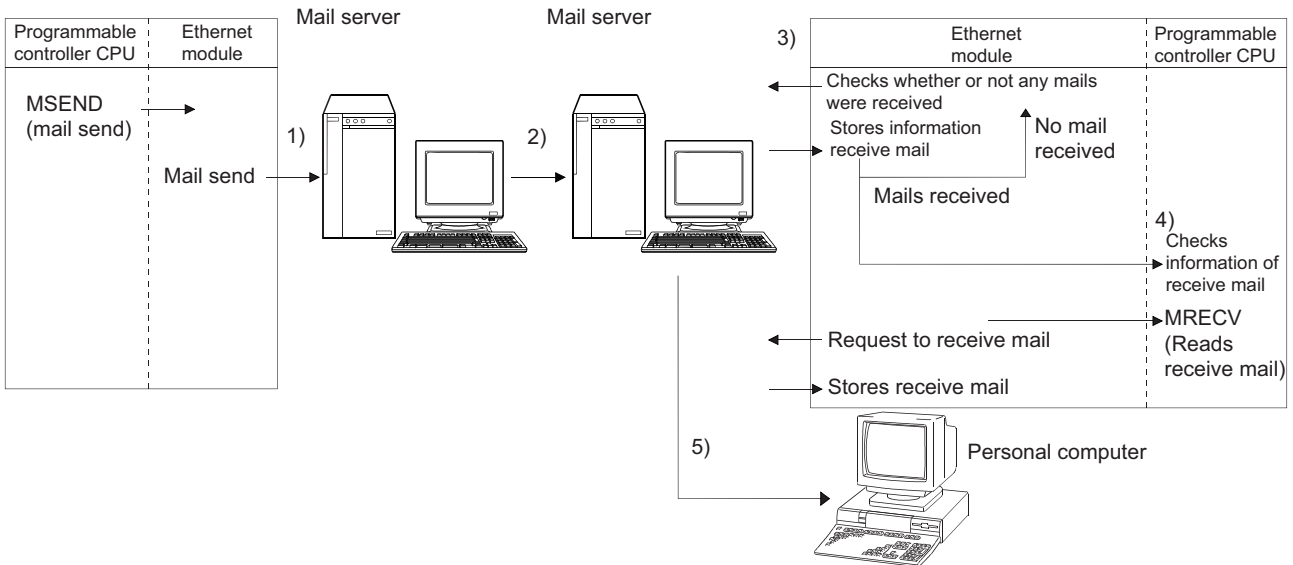 Mail server
Mail server
Programmable
controller CPU
Ethernet
module
MSEND
(mail send)
Mail send
1)
2)
3)
Ethernet
module
Programmable
controller CPU
Checks whether or not any mails
were received
Stores information
receive mail
No mail
received
Mails received
4)
Checks
information of
receive mail
MRECV
(Reads
receive mail)
Request to receive mail
Stores receive mail
5)
Personal computer